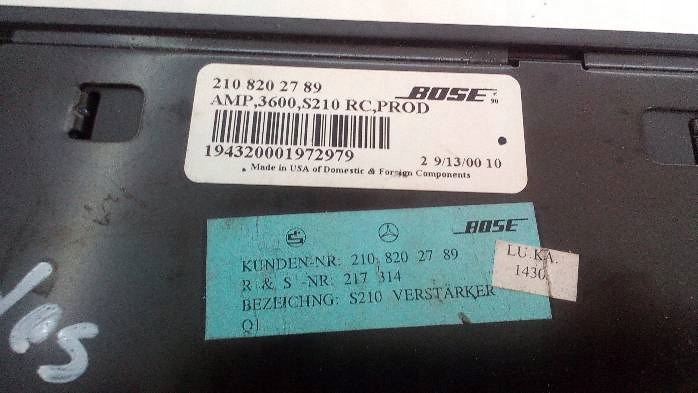 210 820 27 89
BOSE
AMP,3600,S210 RC,PROD
194320001972979
2 9/13/00 10
Made in USA of Domestic & Foreign Components
BOSE
KUNDEN-NR: 210 820 27 89
R & S -NR: 217 314
BEZEICHNG: S210 VERSTÄRKER
Q1
LU.KA.
1430